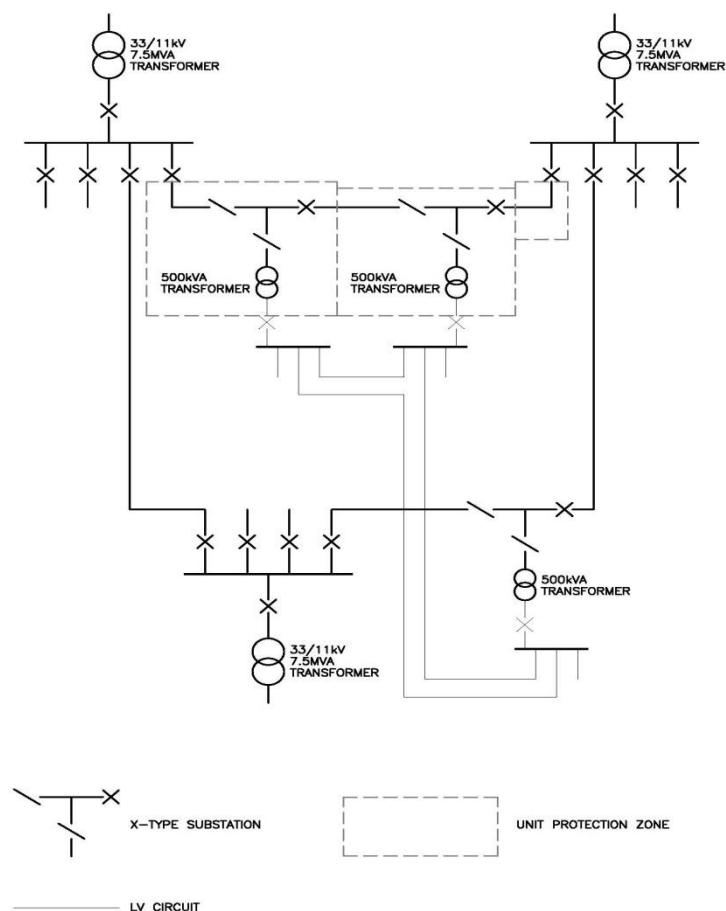 33/11kV
7.5MVA
TRANSFORMER
33/11kV
7.5MVA
TRANSFORMER
500kVA
TRANSFORMER
500kVA
TRANSFORMER
500kVA
TRANSFORMER
33/11kV
7.5MVA
TRANSFORMER
X-TYPE SUBSTATION
UNIT PROTECTION ZONE
LV CIRCUIT